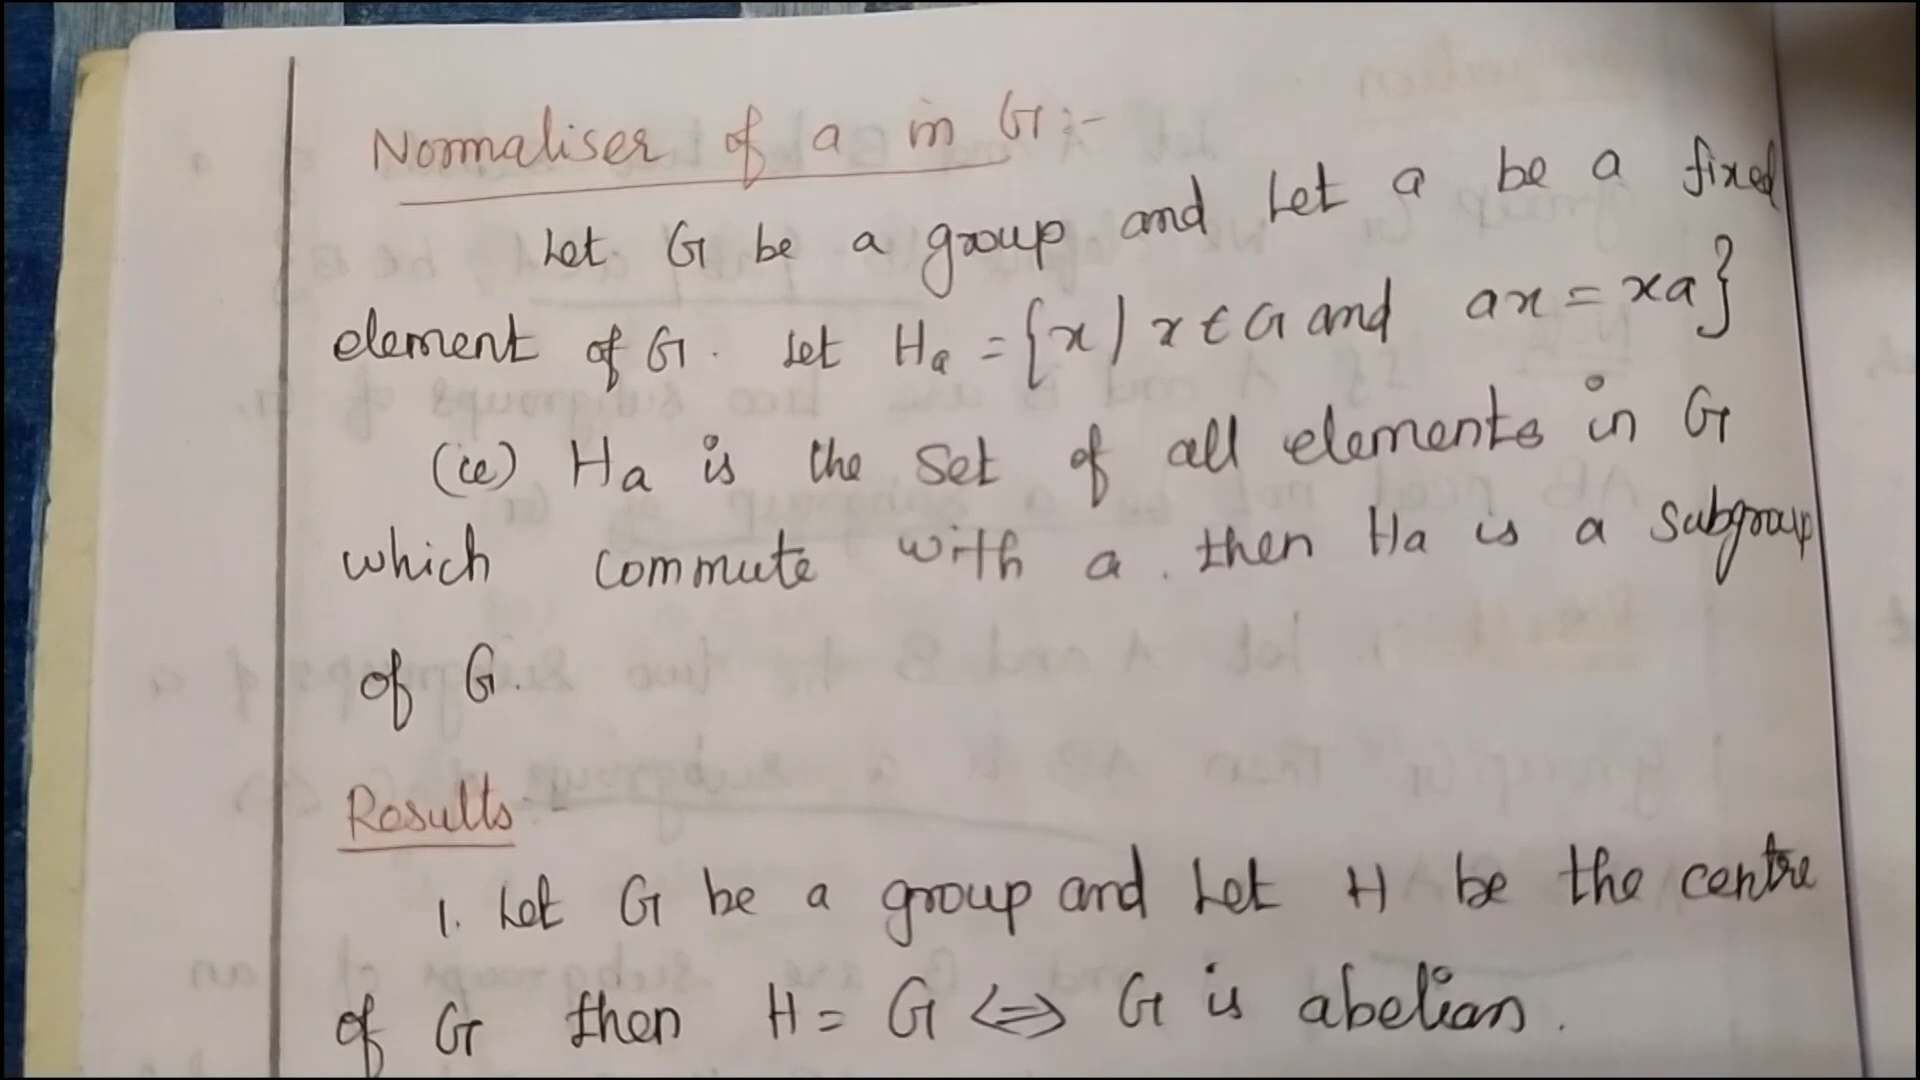 Normaliser of a in G :-
Let G be a group and Let a be a fixed
element of G. Let Ha = {x / x ∈ G and ax = xa}
(ie) Ha is the set of all elements in G
which commute with a. then Ha is a subgroup
of G.
Results :-
1. Let G be a group and Let H be the centre
of G then H = G <=> G is abelian.